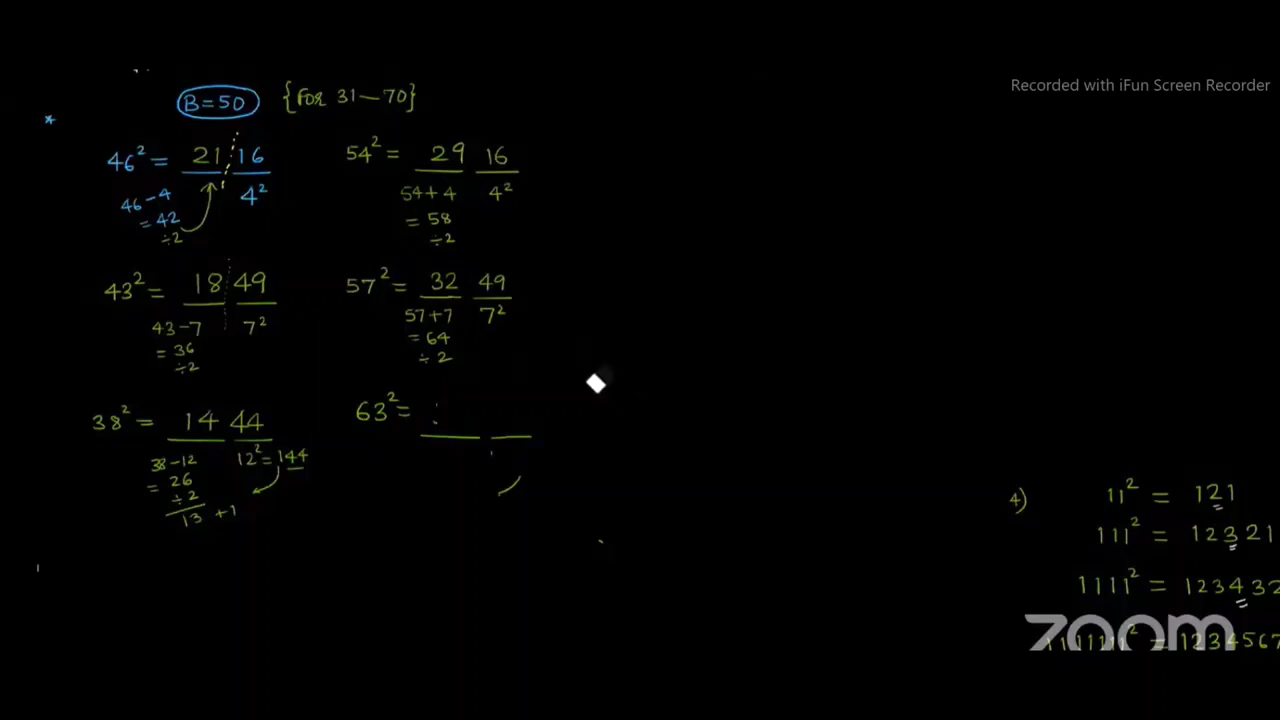 Recorded with iFun Screen Recorder
B=50 {For 31—70}
*
46² = 21 16
46-4 4²
= 42
÷2
54² = 29 16
54+4 4²
= 58
÷2
43² = 18 49
43-7 7²
= 36
÷2
57² = 32 49
57+7 7²
= 64
÷2
38² = 14 44
38-12 12²=144
= 26
÷2
13 +1
63² =
4) 11² = 121
111² = 12321
1111² = 123432
zoom
² = 1234567